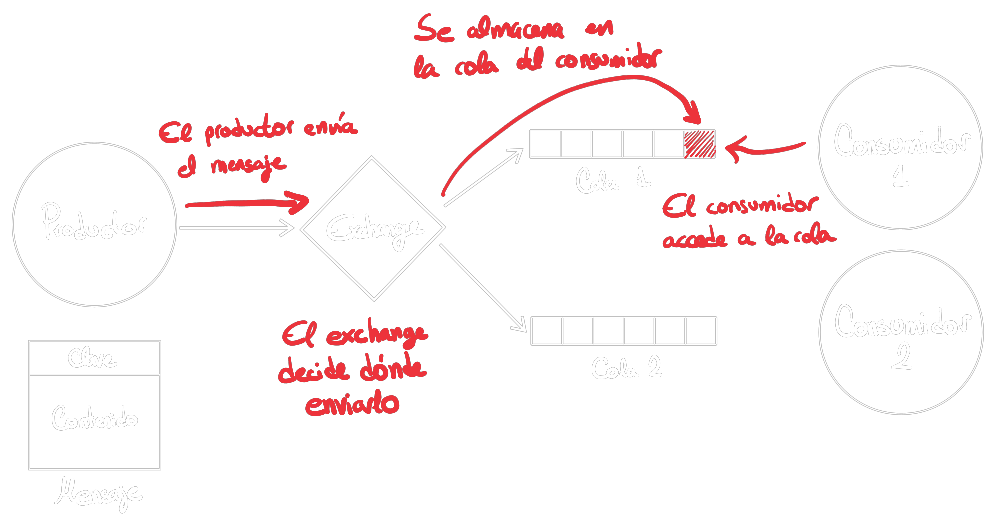 Se almacena en
la cola del consumidor
El productor envía
el mensaje
Productor
Exchange
Cola 1
Consumidor
1
El consumidor
accede a la cola
El exchange
decide dónde
enviarlo
Cola 2
Consumidor
2
Clave
Contenido
Mensaje